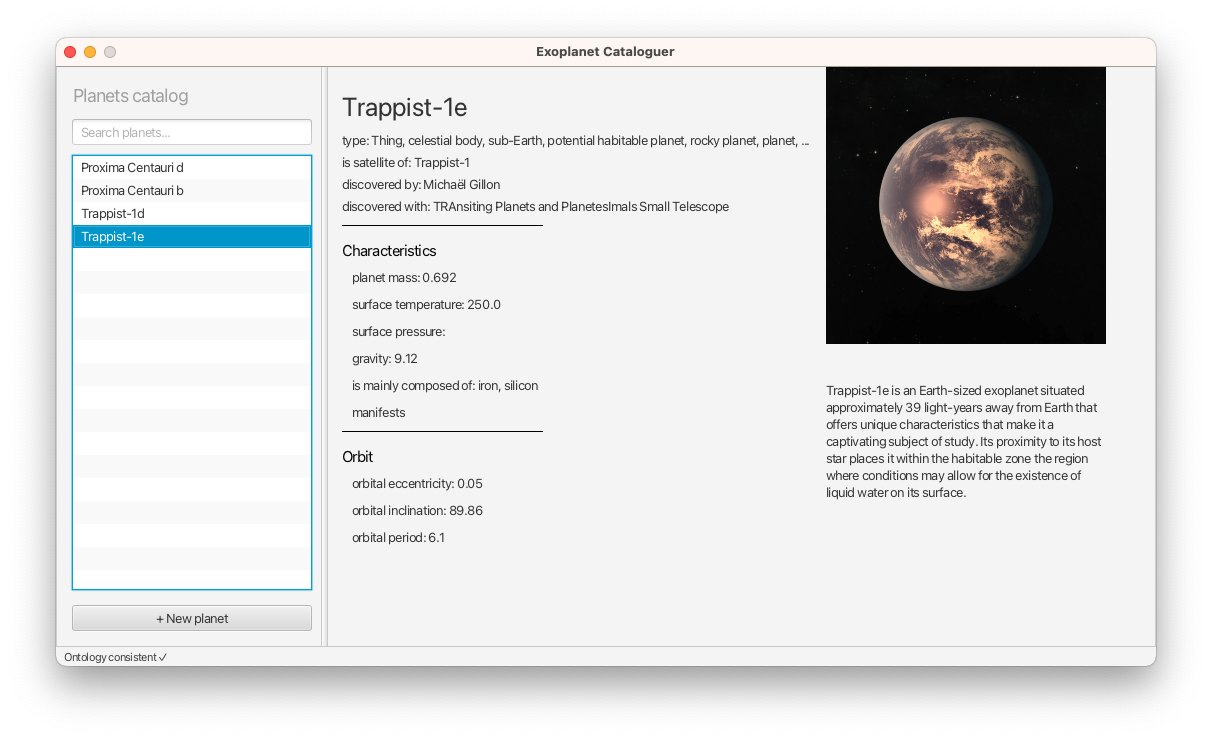 Exoplanet Cataloguer
Planets catalog
Search planets...
Proxima Centauri d
Proxima Centauri b
Trappist-1d
Trappist-1e
+ New planet
Trappist-1e
type: Thing, celestial body, sub-Earth, potential habitable planet, rocky planet, planet, ...
is satellite of: Trappist-1
discovered by: Michaël Gillon
discovered with: TRAnsiting Planets and PlanetesImals Small Telescope
Characteristics
planet mass: 0.692
surface temperature: 250.0
surface pressure:
gravity: 9.12
is mainly composed of: iron, silicon
manifests
Orbit
orbital eccentricity: 0.05
orbital inclination: 89.86
orbital period: 6.1
Trappist-1e is an Earth-sized exoplanet situated
approximately 39 light-years away from Earth that
offers unique characteristics that make it a
captivating subject of study. Its proximity to its host
star places it within the habitable zone the region
where conditions may allow for the existence of
liquid water on its surface.
Ontology consistent ✓